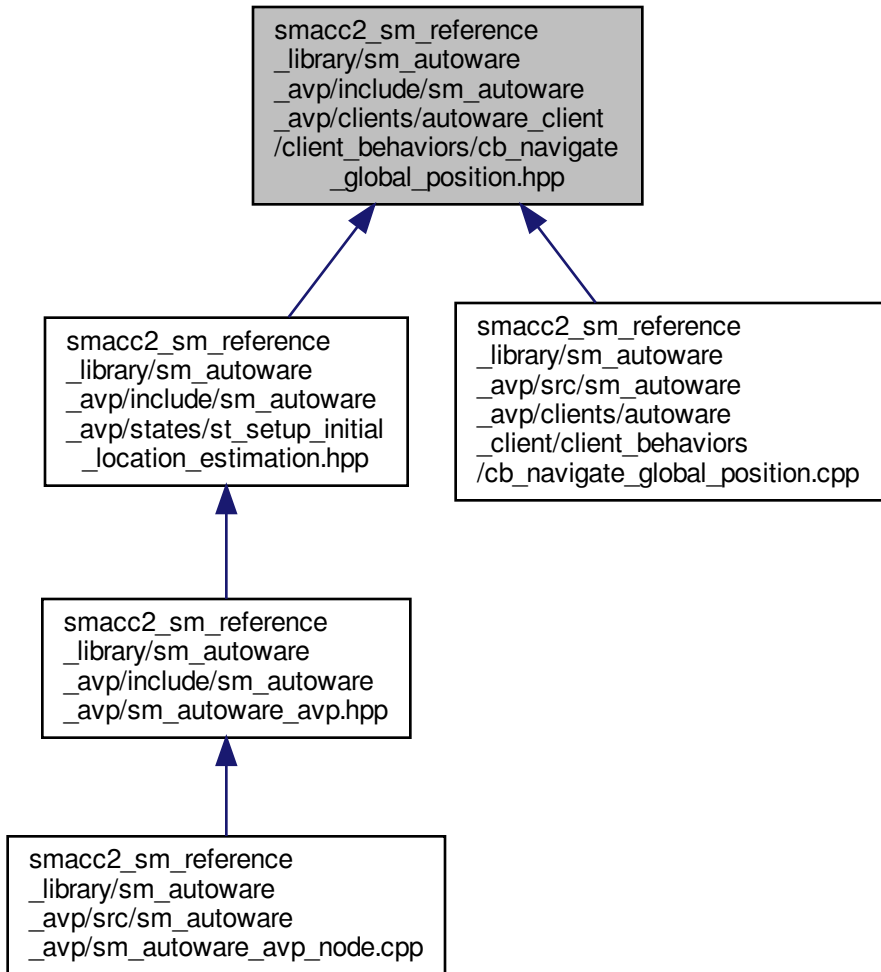 smacc2_sm_reference
_library/sm_autoware
_avp/include/sm_autoware
_avp/clients/autoware_client
/client_behaviors/cb_navigate
_global_position.hpp
smacc2_sm_reference
_library/sm_autoware
_avp/include/sm_autoware
_avp/states/st_setup_initial
_location_estimation.hpp
smacc2_sm_reference
_library/sm_autoware
_avp/src/sm_autoware
_avp/clients/autoware
_client/client_behaviors
/cb_navigate_global_position.cpp
smacc2_sm_reference
_library/sm_autoware
_avp/include/sm_autoware
_avp/sm_autoware_avp.hpp
smacc2_sm_reference
_library/sm_autoware
_avp/src/sm_autoware
_avp/sm_autoware_avp_node.cpp